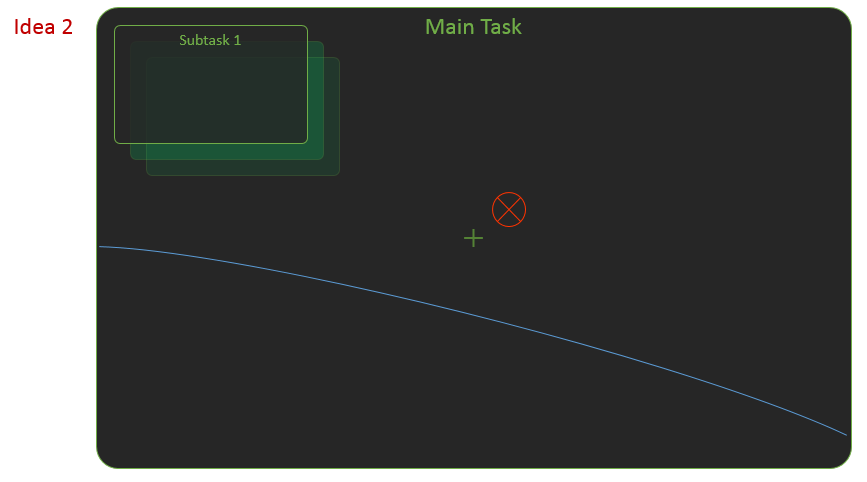 Idea 2
Main Task
Subtask 1